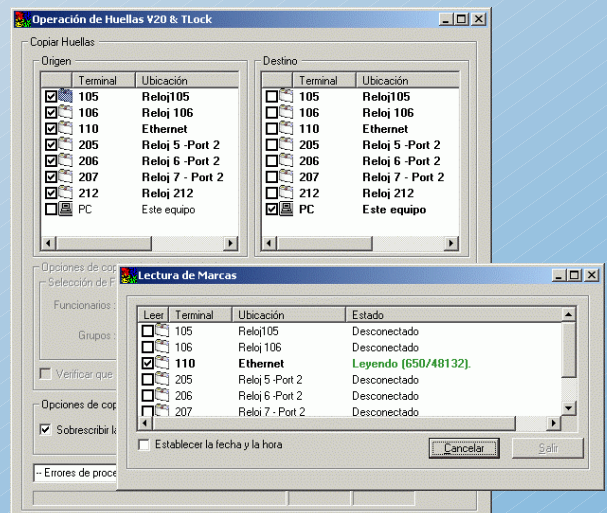 Operación de Huellas V20 & TLock
Copiar Huellas
Origen
Terminal Ubicación
105 Reloj105
106 Reloj 106
110 Ethernet
205 Reloj 5 -Port 2
206 Reloj 6 -Port 2
207 Reloj 7 - Port 2
212 Reloj 212
PC Este equipo
Destino
Terminal Ubicación
105 Reloj105
106 Reloj 106
110 Ethernet
205 Reloj 5 -Port 2
206 Reloj 6 -Port 2
207 Reloj 7 - Port 2
212 Reloj 212
PC Este equipo
Opciones de cop
Selección de F
Funcionarios :
Grupos :
Verificar que
Opciones de cop
Sobrescribir la
-- Errores de proce
Lectura de Marcas
Leer Terminal Ubicación Estado
105 Reloj105 Desconectado
106 Reloj 106 Desconectado
110 Ethernet Leyendo (650/48132).
205 Reloj 5 -Port 2 Desconectado
206 Reloj 6 -Port 2 Desconectado
207 Reloj 7 - Port 2 Desconectado
Establecer la fecha y la hora
Cancelar Salir